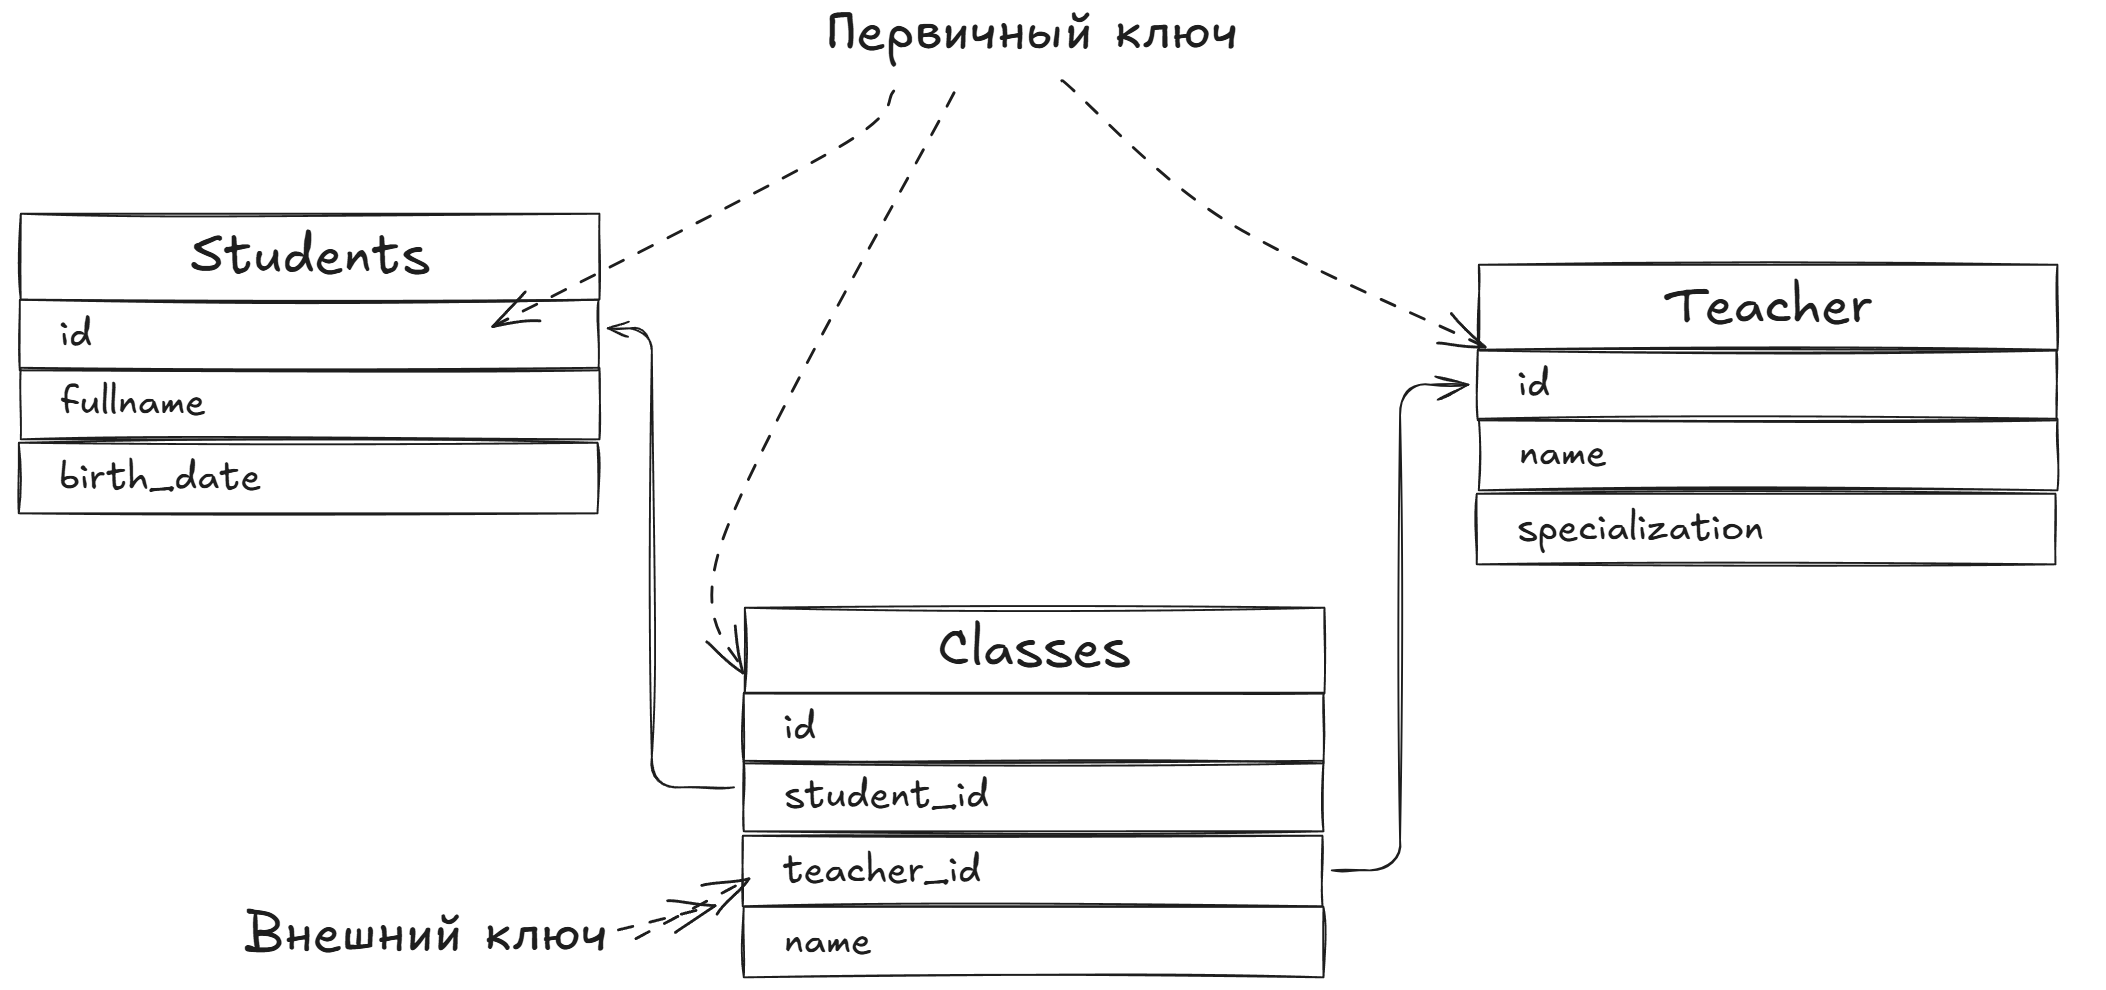 Первичный ключ
Students
id
fullname
birth_date
Teacher
id
name
specialization
Classes
id
student_id
teacher_id
name
Внешний ключ